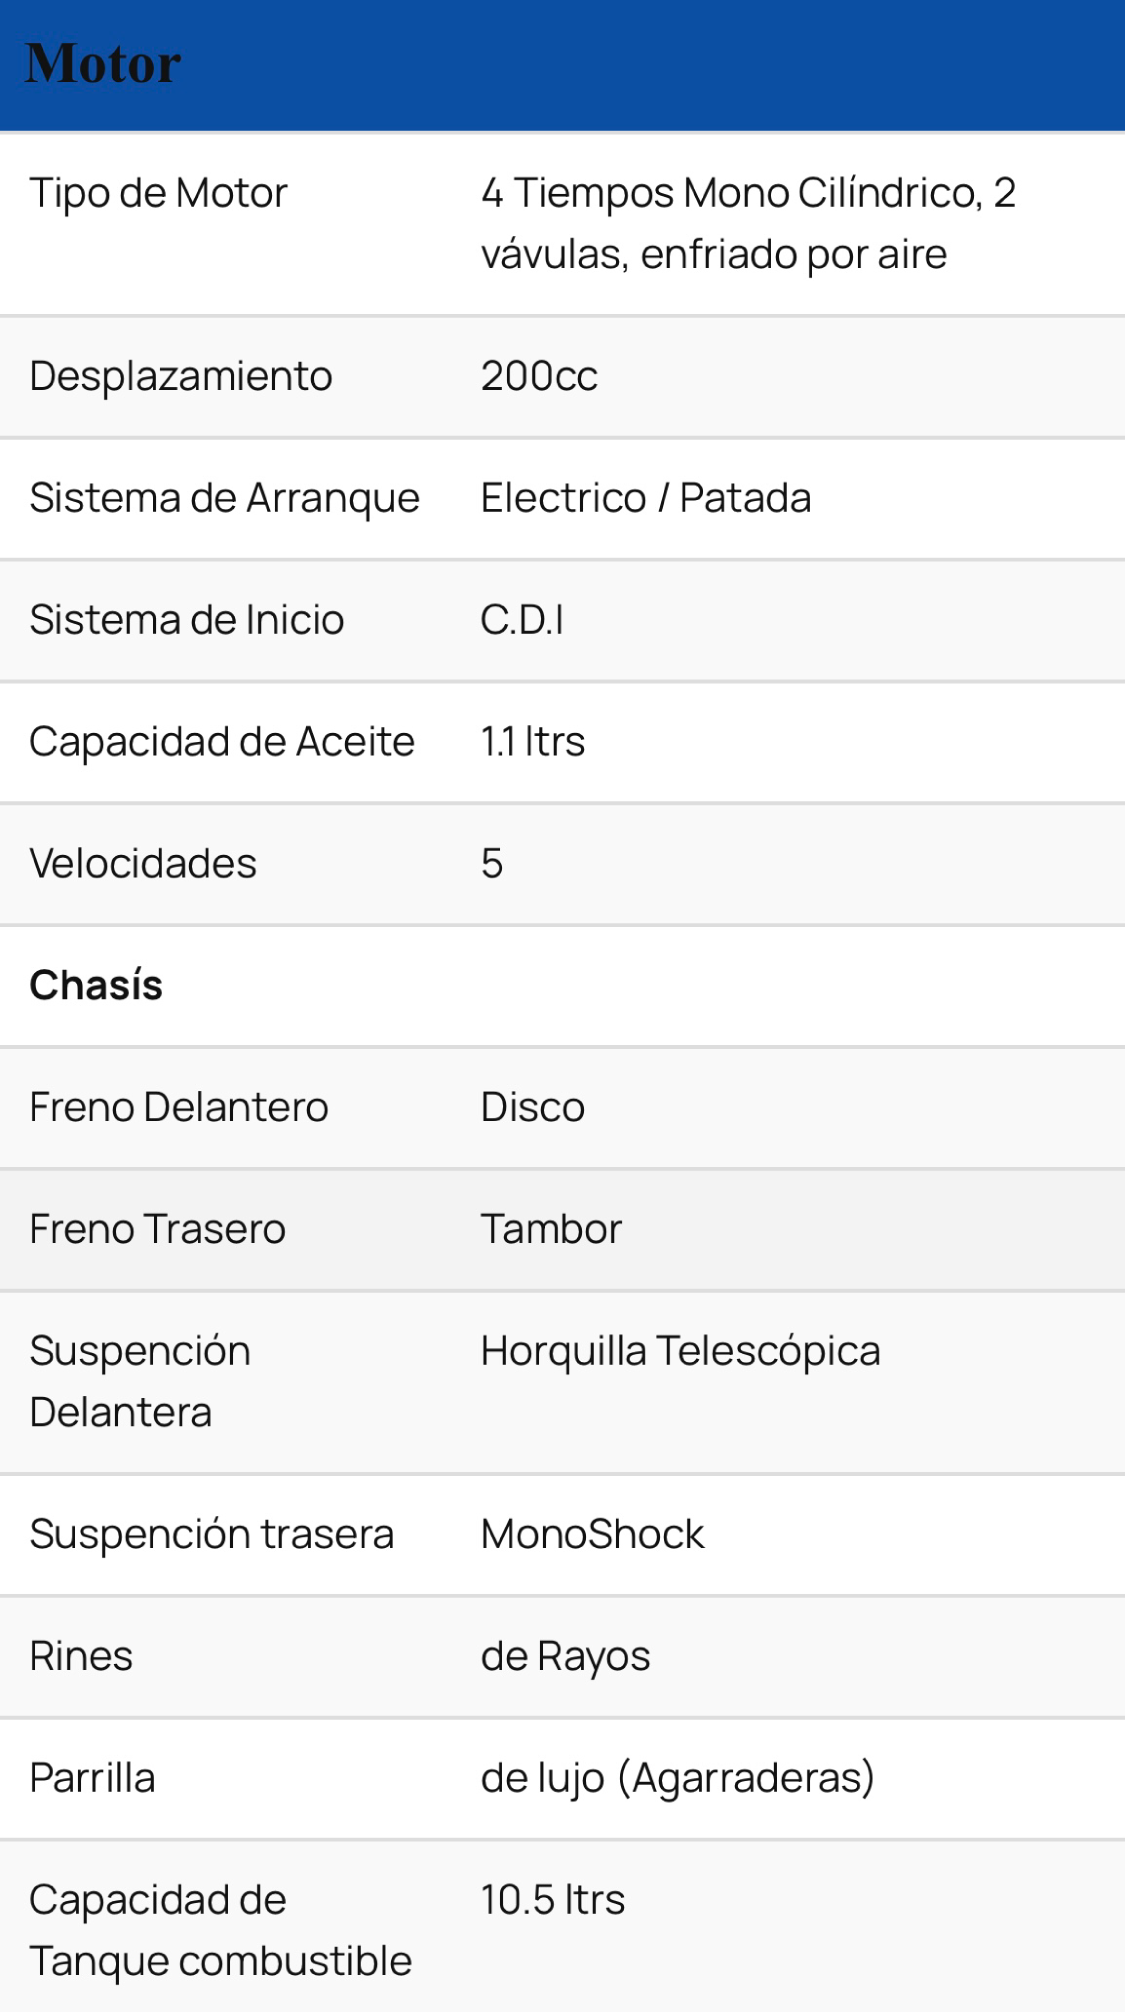 Motor
Tipo de Motor
4 Tiempos Mono Cilíndrico, 2
vávulas, enfriado por aire
Desplazamiento
200cc
Sistema de Arranque
Electrico / Patada
Sistema de Inicio
C.D.I
Capacidad de Aceite
1.1 ltrs
Velocidades
5
Chasís
Freno Delantero
Disco
Freno Trasero
Tambor
Suspención
Delantera
Horquilla Telescópica
Suspención trasera
MonoShock
Rines
de Rayos
Parrilla
de lujo (Agarraderas)
Capacidad de
Tanque combustible
10.5 ltrs